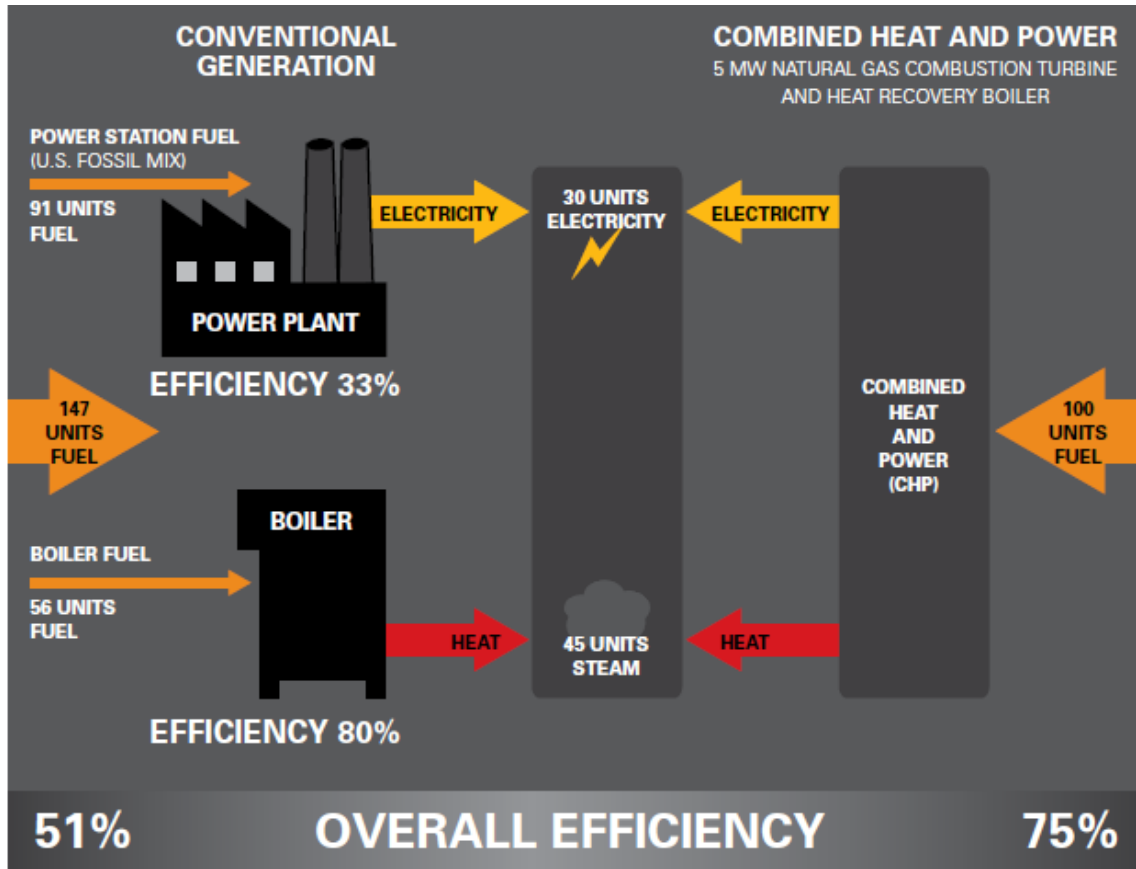 CONVENTIONAL
GENERATION
COMBINED HEAT AND POWER
5 MW NATURAL GAS COMBUSTION TURBINE
AND HEAT RECOVERY BOILER
POWER STATION FUEL
(U.S. FOSSIL MIX)
91 UNITS
FUEL
ELECTRICITY
30 UNITS
ELECTRICITY
ELECTRICITY
POWER PLANT
EFFICIENCY 33%
147
UNITS
FUEL
COMBINED
HEAT
AND
POWER
(CHP)
100
UNITS
FUEL
BOILER
BOILER FUEL
56 UNITS
FUEL
HEAT
45 UNITS
STEAM
HEAT
EFFICIENCY 80%
51%
OVERALL EFFICIENCY
75%